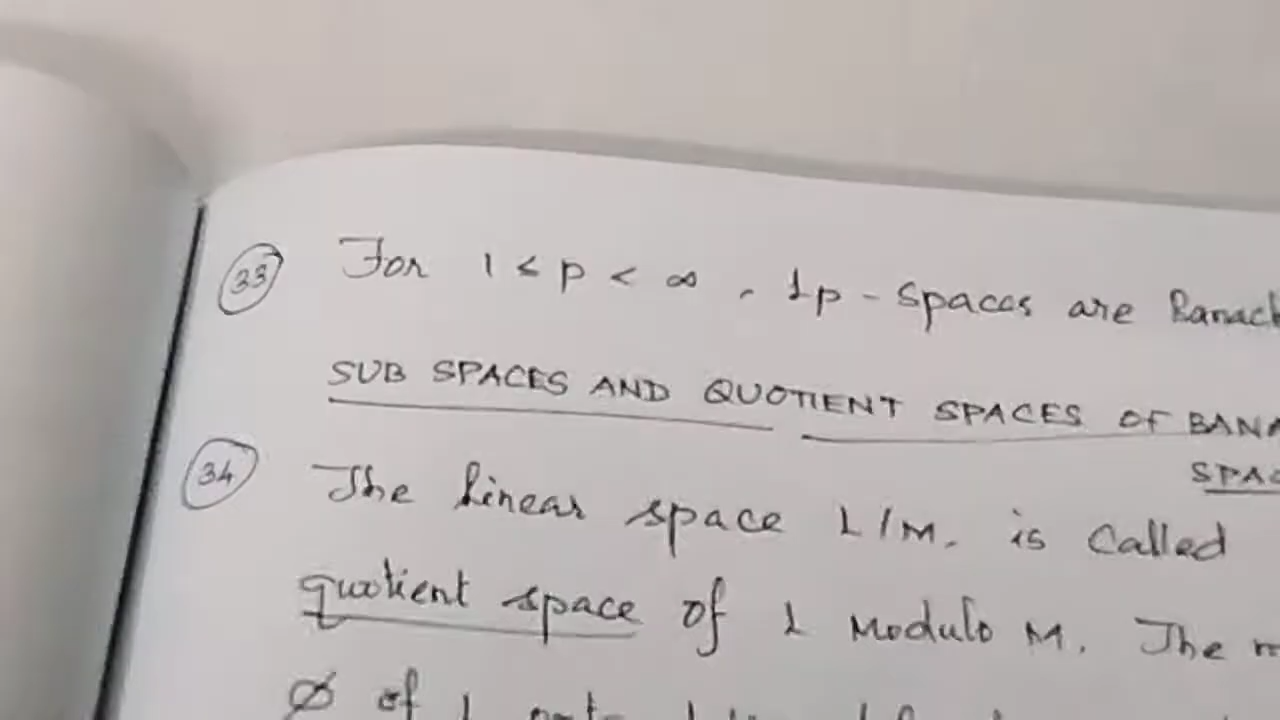 33 For 1 < p < ∞, Lp - Spaces are Banach
SUB SPACES AND QUOTIENT SPACES OF BANA
SPAC
34 The linear space L/M. is called
quotient space of L Modulo M. The
Ø of L